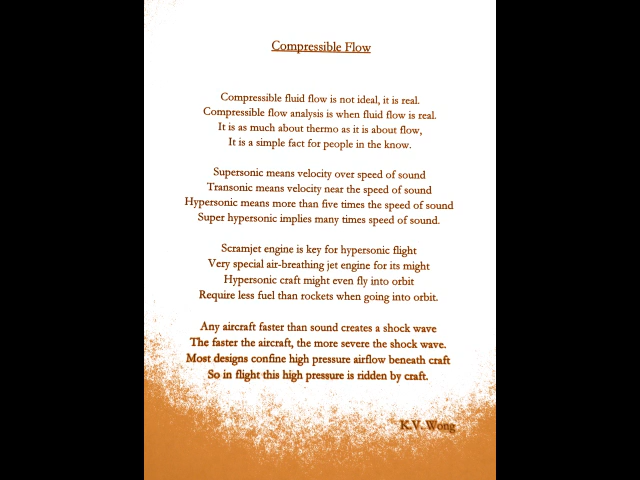 Compressible Flow
Compressible fluid flow is not ideal, it is real.
Compressible flow analysis is when fluid flow is real.
It is as much about thermo as it is about flow,
It is a simple fact for people in the know.
Supersonic means velocity over speed of sound
Transonic means velocity near the speed of sound
Hypersonic means more than five times the speed of sound
Super hypersonic implies many times speed of sound.
Scramjet engine is key for hypersonic flight
Very special air-breathing jet engine for its might
Hypersonic craft might even fly into orbit
Require less fuel than rockets when going into orbit.
Any aircraft faster than sound creates a shock wave
The faster the aircraft, the more severe the shock wave.
Most designs confine high pressure airflow beneath craft
So in flight this high pressure is ridden by craft.
K.V. Wong